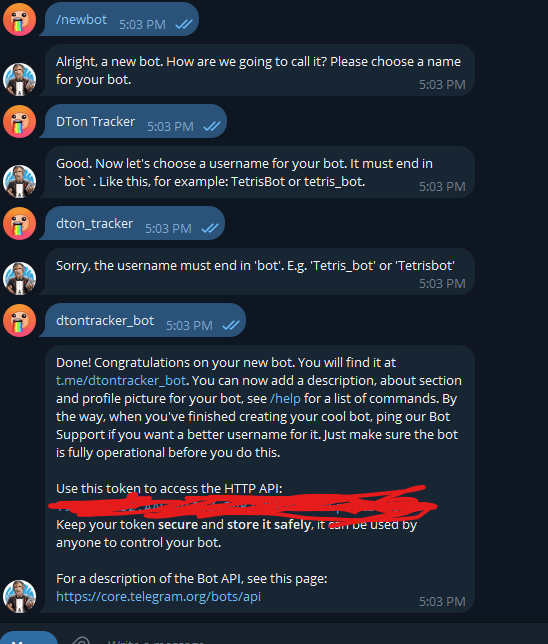 /newbot 5:03 PM
Alright, a new bot. How are we going to call it? Please choose a name
for your bot.
5:03 PM
DTon Tracker 5:03 PM
Good. Now let's choose a username for your bot. It must end in
`bot`. Like this, for example: TetrisBot or tetris_bot.
5:03 PM
dton_tracker 5:03 PM
Sorry, the username must end in 'bot'. E.g. 'Tetris_bot' or 'Tetrisbot'
5:03 PM
dtontracker_bot 5:03 PM
Done! Congratulations on your new bot. You will find it at
t.me/dtontracker_bot. You can now add a description, about section
and profile picture for your bot, see /help for a list of commands. By
the way, when you've finished creating your cool bot, ping our Bot
Support if you want a better username for it. Just make sure the bot
is fully operational before you do this.
Use this token to access the HTTP API:
Keep your token secure and store it safely, it can be used by
anyone to control your bot.
For a description of the Bot API, see this page:
https://core.telegram.org/bots/api
5:03 PM
Write a message...